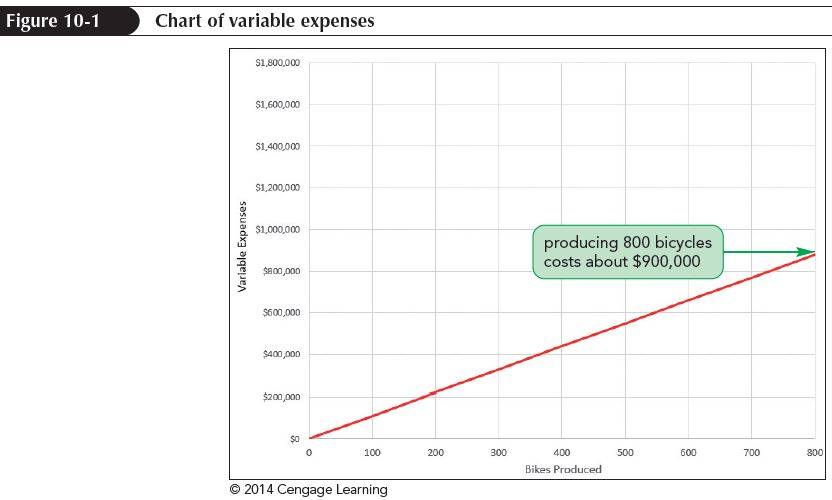 Figure 10-1 Chart of variable expenses
$1,800,000
$1,600,000
$1,400,000
$1,200,000
$1,000,000
$800,000
$600,000
$400,000
$200,000
$0
Variable Expenses
producing 800 bicycles
costs about $900,000
0 100 200 300 400 500 600 700 800
Bikes Produced
© 2014 Cengage Learning